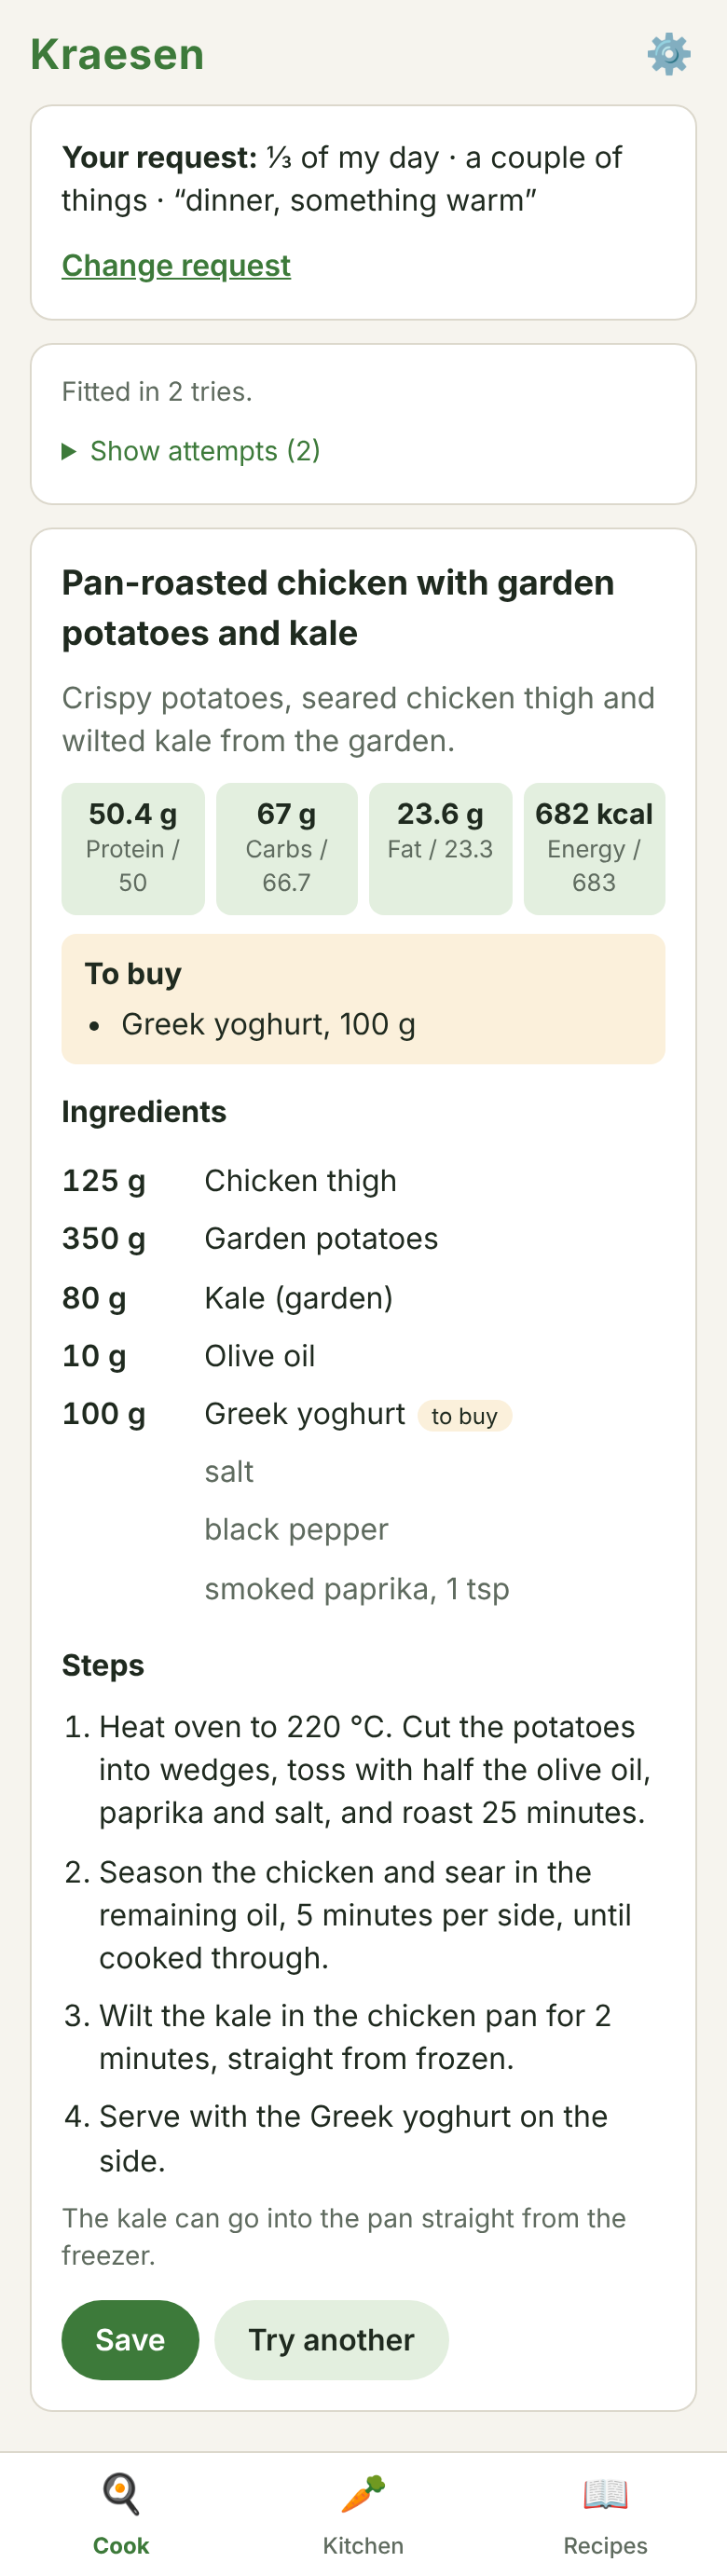 Kraesen
Your request: ⅓ of my day · a couple of
things · “dinner, something warm”
Change request
Fitted in 2 tries.
Show attempts (2)
Pan-roasted chicken with garden
potatoes and kale
Crispy potatoes, seared chicken thigh and
wilted kale from the garden.
50.4 g
Protein /
50
67 g
Carbs /
66.7
23.6 g
Fat / 23.3
682 kcal
Energy /
683
To buy
• Greek yoghurt, 100 g
Ingredients
125 g Chicken thigh
350 g Garden potatoes
80 g Kale (garden)
10 g Olive oil
100 g Greek yoghurt to buy
salt
black pepper
smoked paprika, 1 tsp
Steps
1. Heat oven to 220 °C. Cut the potatoes
into wedges, toss with half the olive oil,
paprika and salt, and roast 25 minutes.
2. Season the chicken and sear in the
remaining oil, 5 minutes per side, until
cooked through.
3. Wilt the kale in the chicken pan for 2
minutes, straight from frozen.
4. Serve with the Greek yoghurt on the
side.
The kale can go into the pan straight from the
freezer.
Save Try another
Cook Kitchen Recipes